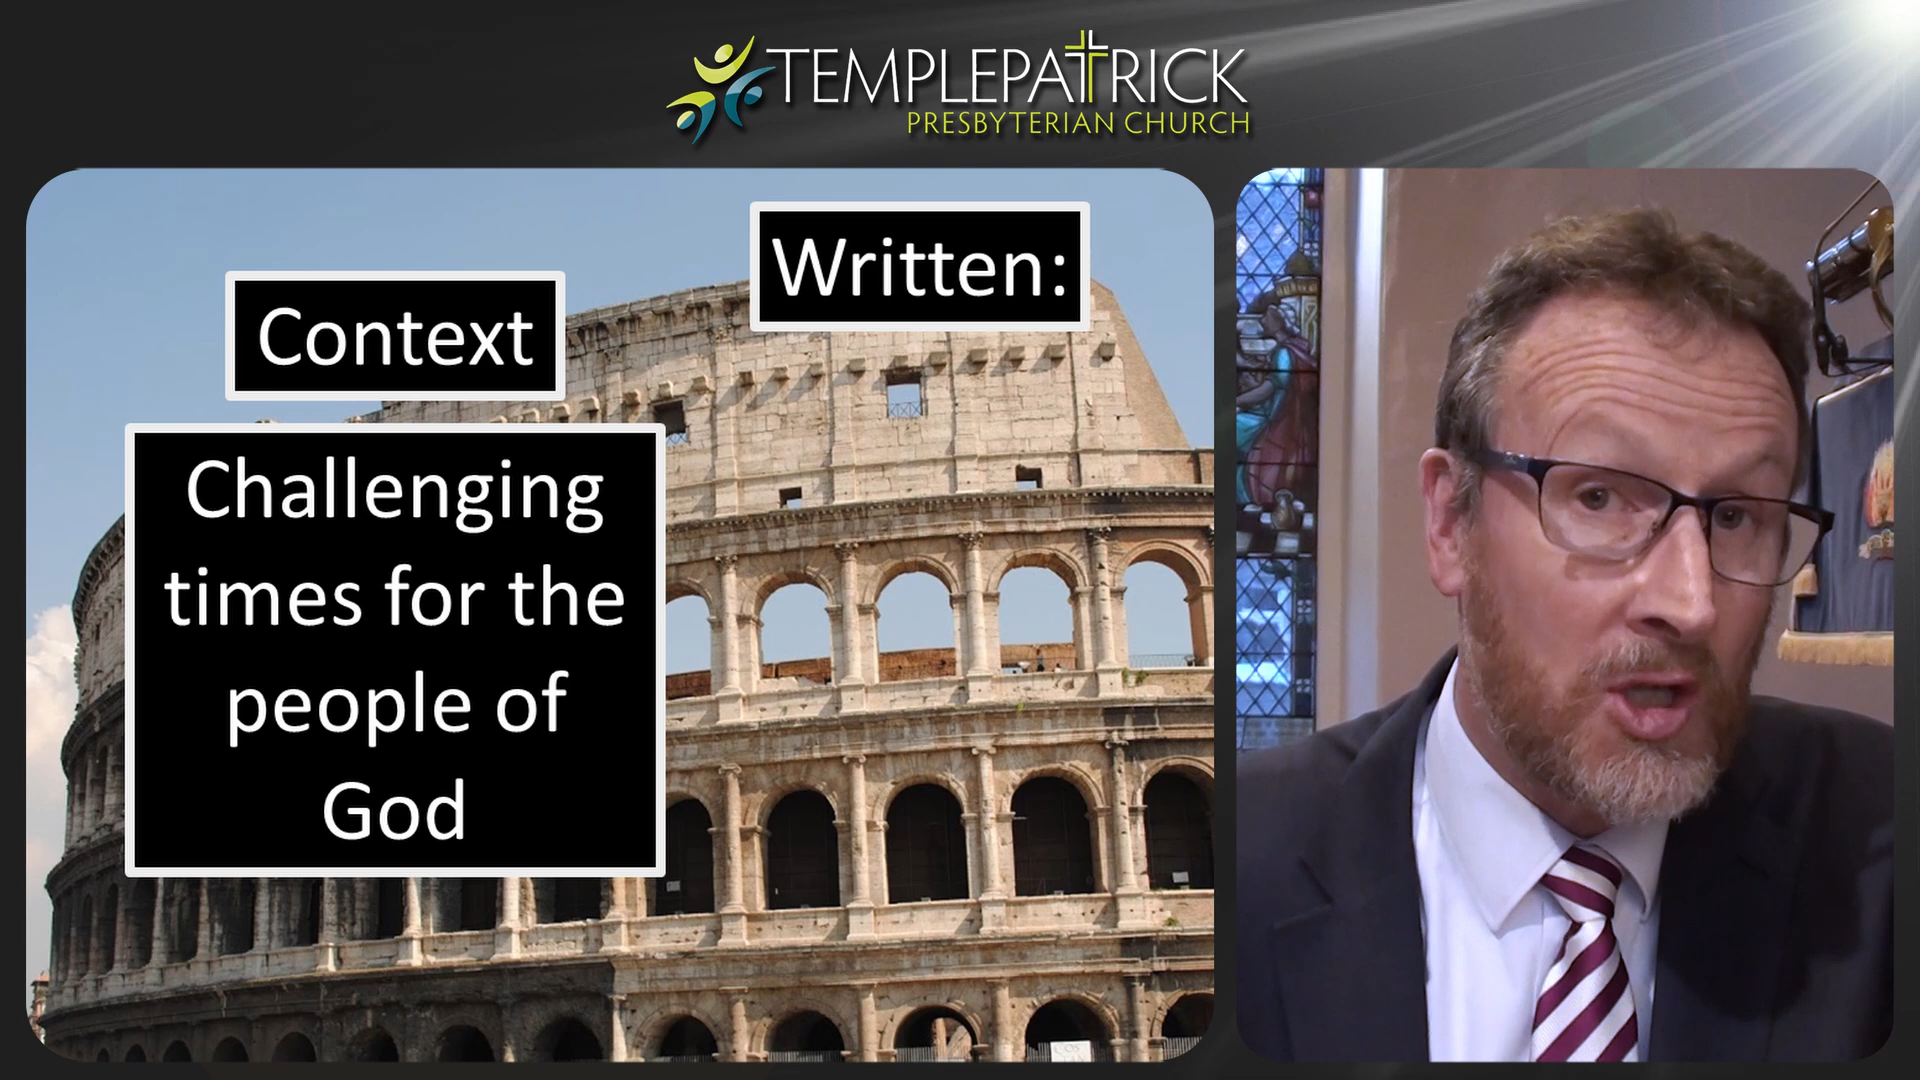 TEMPLEPATRICK
PRESBYTERIAN CHURCH
Context
Challenging
times for the
people of
God
Written: